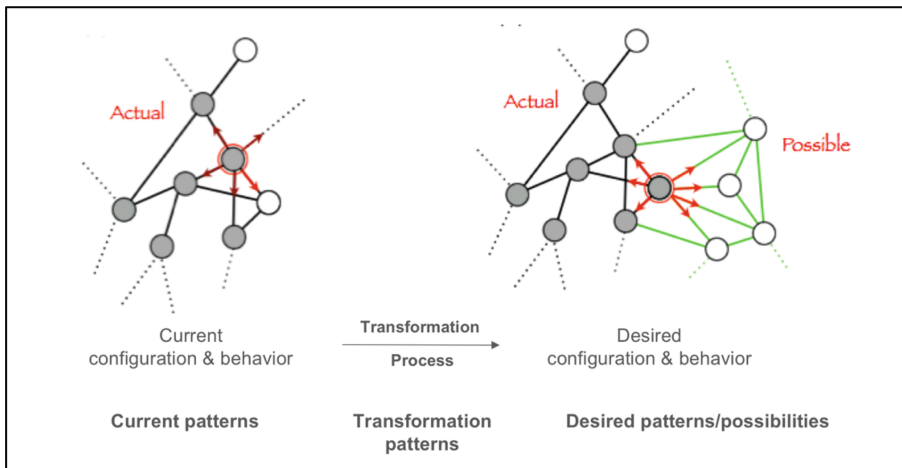 Actual
Actual
Possible
Current
configuration & behavior
Transformation
Process
Desired
configuration & behavior
Current patterns
Transformation
patterns
Desired patterns/possibilities